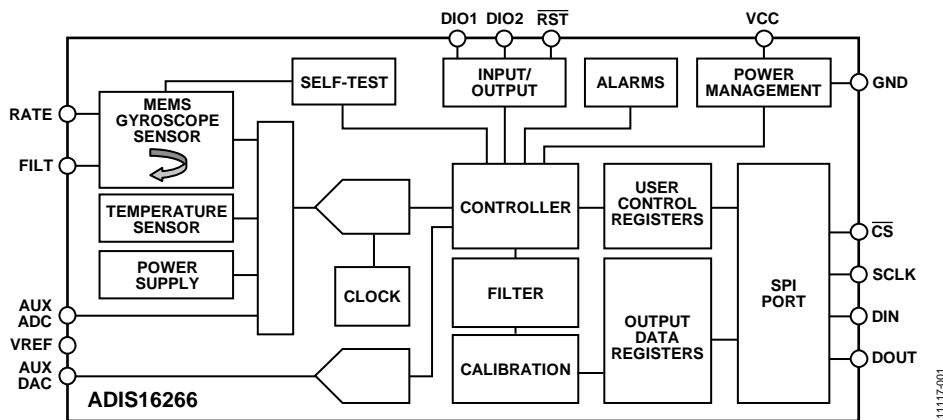 DIO1 DIO2 RST VCC
SELF-TEST
INPUT/
OUTPUT
ALARMS
POWER
MANAGEMENT
GND
RATE
MEMS
GYROSCOPE
SENSOR
FILT
TEMPERATURE
SENSOR
CONTROLLER
USER
CONTROL
REGISTERS
POWER
SUPPLY
CLOCK
FILTER
OUTPUT
DATA
REGISTERS
SPI
PORT
CS
SCLK
DIN
DOUT
AUX
ADC
VREF
AUX
DAC
CALIBRATION
ADIS16266
11117-001